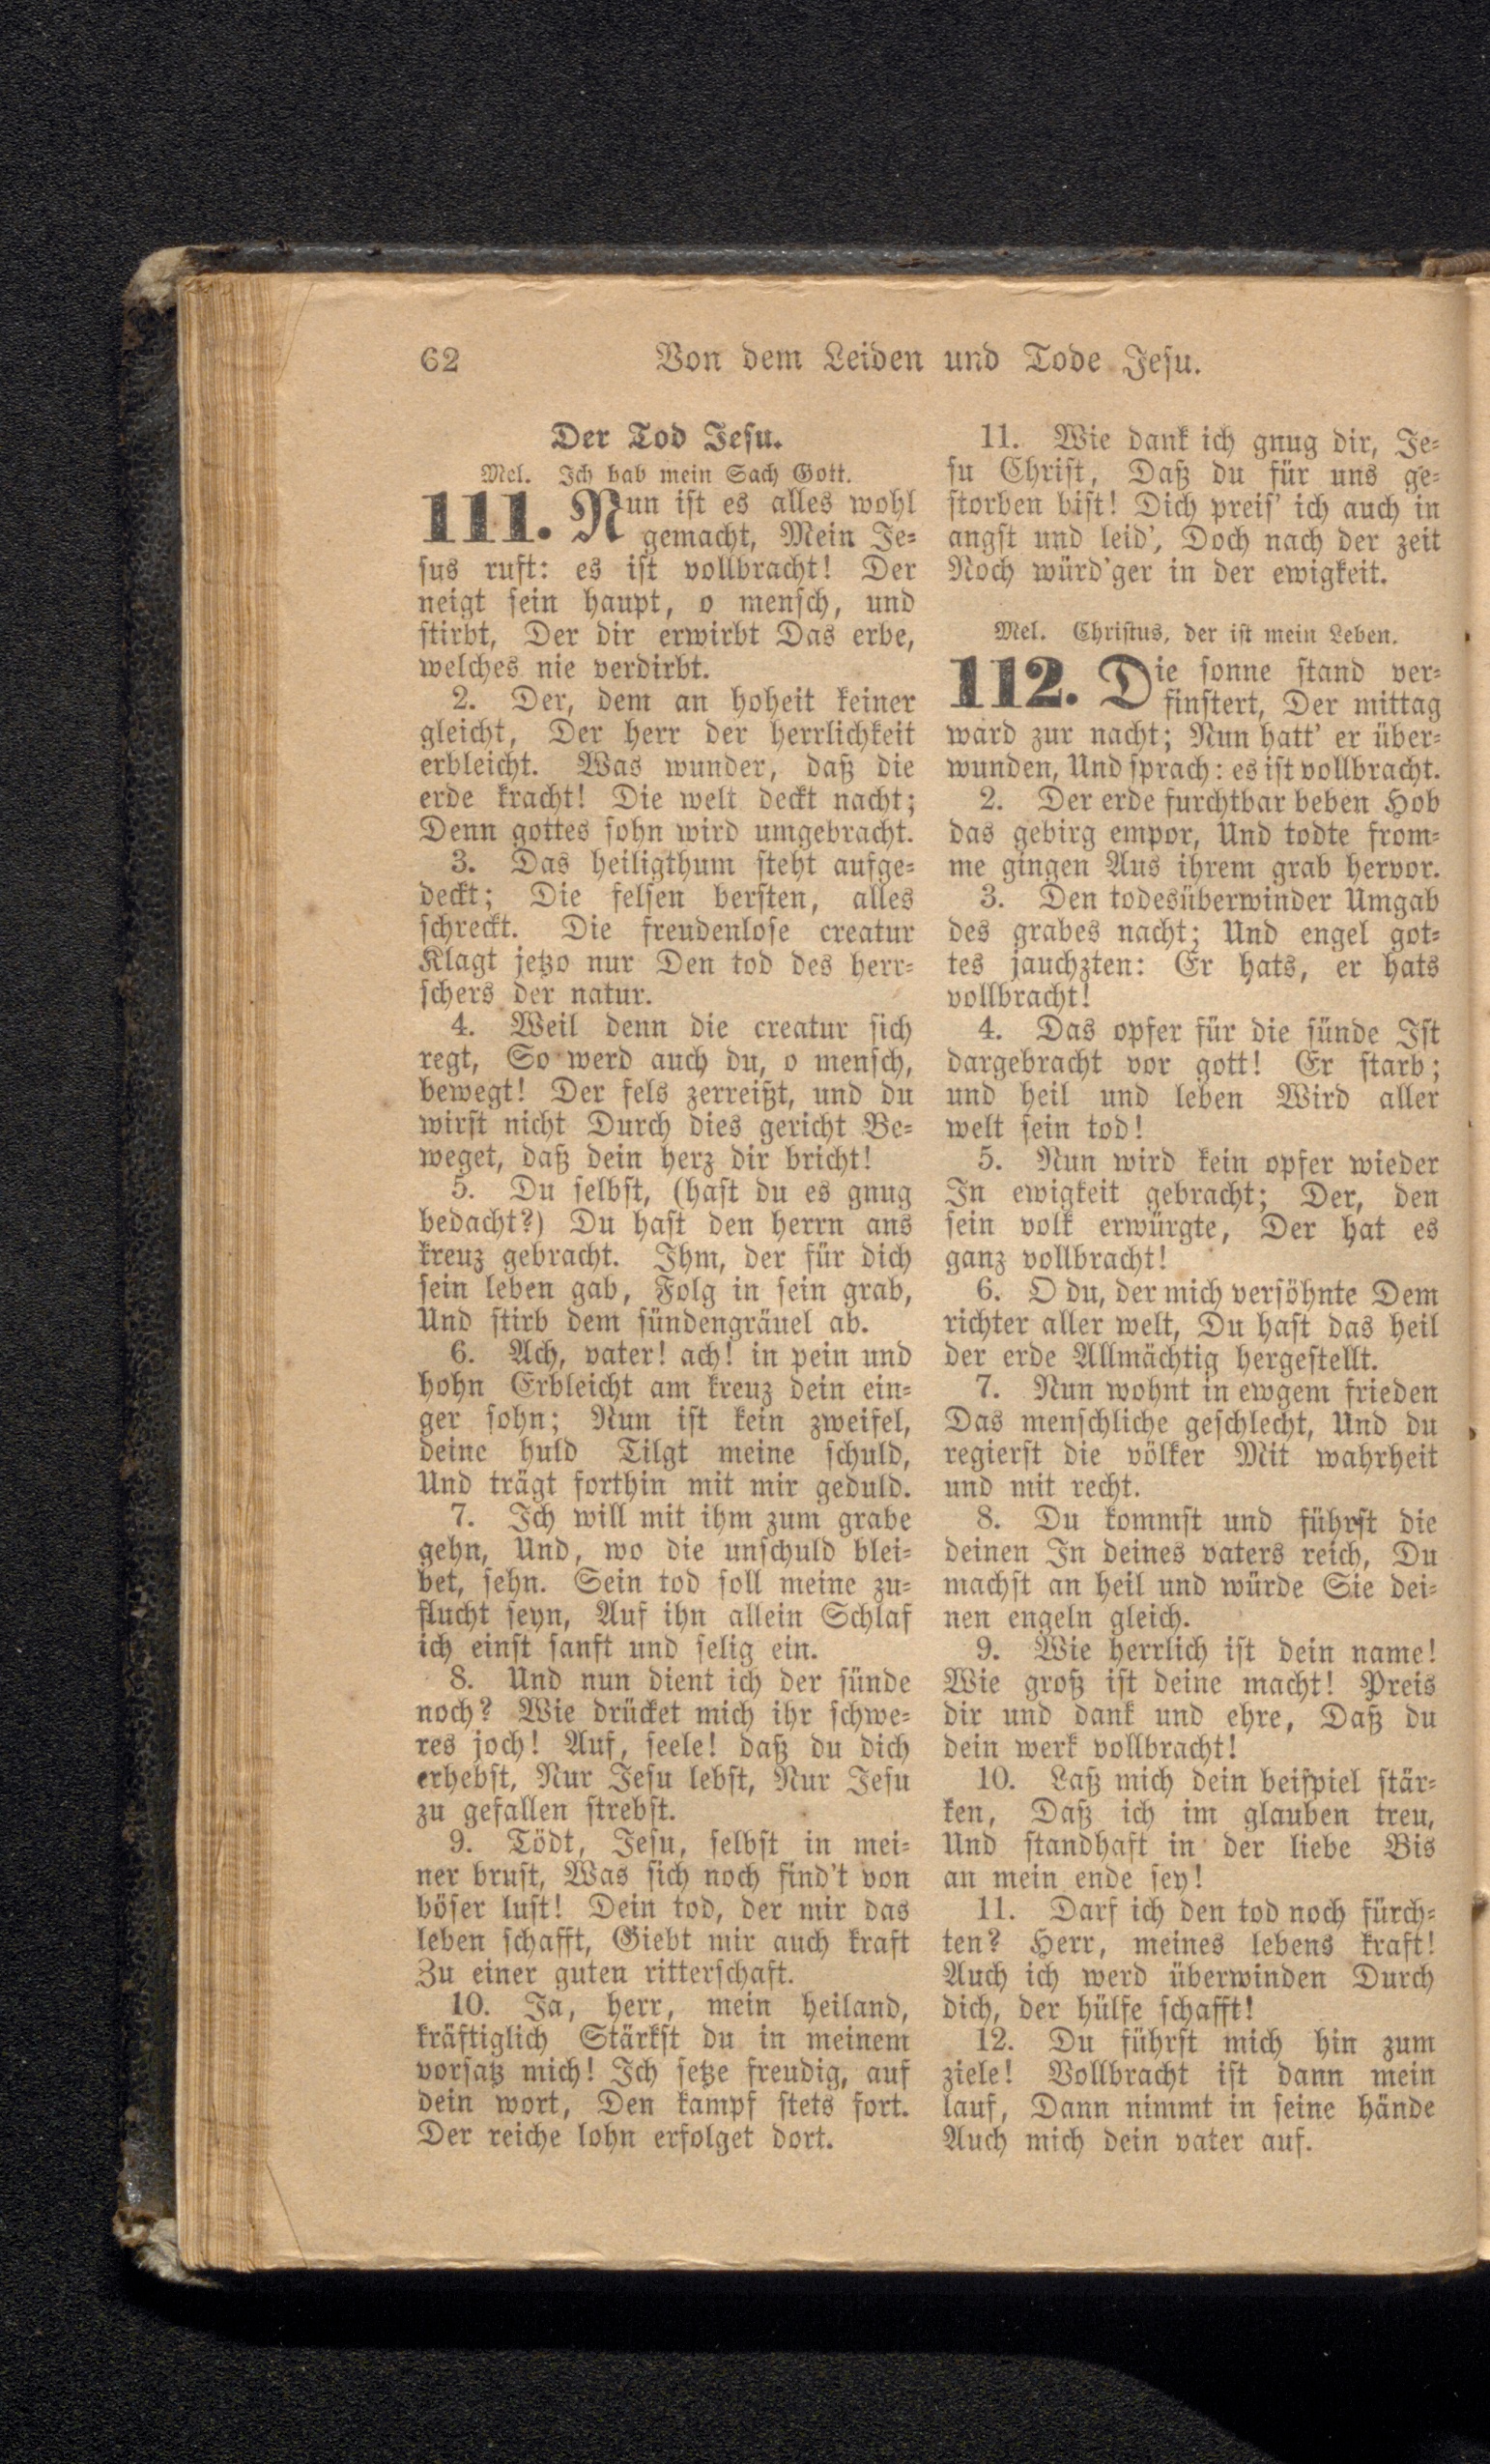 62 Von dem Leiden und Tode Jesu.
Der Tod Jesu.
Mel. Ich hab mein Sach Gott.
111. Nun ist es alles wohl
gemacht, Mein Je-
sus ruft: es ist vollbracht! Der
neigt sein haupt, o mensch, und
stirbt, Der dir erwirbt Das erbe,
welches nie verdirbt.
2. Der, dem an hoheit keiner
gleicht, Der herr der herrlichkeit
erbleicht. Was wunder, daß die
erde kracht! Die welt deckt nacht;
Denn gottes sohn wird umgebracht.
3. Das heiligthum steht aufge-
deckt; Die felsen bersten, alles
schreckt. Die freudenlose creatur
Klagt jetzo nur Den tod des herr-
schers der natur.
4. Weil denn die creatur sich
regt, So werd auch du, o mensch,
bewegt! Der fels zerreißt, und du
wirst nicht Durch dies gericht Be-
weget, daß dein herz dir bricht!
5. Du selbst, (hast du es gnug
bedacht?) Du hast den herrn ans
kreuz gebracht. Ihm, der für dich
sein leben gab, Folg in sein grab,
Und stirb dem sündengräuel ab.
6. Ach, vater! ach! in pein und
hohn Erbleicht am kreuz dein ein-
ger sohn; Nun ist kein zweifel,
deine huld Tilgt meine schuld,
Und trägt forthin mit mir geduld.
7. Ich will mit ihm zum grabe
gehn, Und, wo die unschuld blei-
bet, sehn. Sein tod soll meine zu-
flucht seyn, Auf ihn allein Schlaf
ich einst sanft und selig ein.
8. Und nun dient ich der sünde
noch? Wie drücket mich ihr schwe-
res joch! Auf, seele! daß du dich
erhebst, Nur Jesu lebst, Nur Jesu
zu gefallen strebst.
9. Tödt, Jesu, selbst in mei-
ner brust, Was sich noch find't von
böser lust! Dein tod, der mir das
leben schafft, Giebt mir auch kraft
Zu einer guten ritterschaft.
10. Ja, herr, mein heiland,
kräftiglich Stärkst du in meinem
vorsatz mich! Ich setze freudig, auf
dein wort, Den kampf stets fort.
Der reiche lohn erfolget dort.
11. Wie dank ich gnug dir, Je-
su Christ, Daß du für uns ge-
storben bist! Dich preis' ich auch in
angst und leid', Doch nach der zeit
Noch würd'ger in der ewigkeit.
Mel. Christus, der ist mein Leben.
112. Die sonne stand ver-
finstert, Der mittag
ward zur nacht; Nun hatt' er über-
wunden, Und sprach: es ist vollbracht.
2. Der erde furchtbar beben Hob
das gebirg empor, Und todte from-
me gingen Aus ihrem grab hervor.
3. Den todesüberwinder Umgab
des grabes nacht; Und engel got-
tes jauchzten: Er hats, er hats
vollbracht!
4. Das opfer für die sünde Ist
dargebracht vor gott! Er starb;
und heil und leben Wird aller
welt sein tod!
5. Nun wird kein opfer wieder
In ewigkeit gebracht; Der, den
sein volk erwürgte, Der hat es
ganz vollbracht!
6. O du, der mich versöhnte Dem
richter aller welt, Du hast das heil
der erde Allmächtig hergestellt.
7. Nun wohnt in ewgem frieden
Das menschliche geschlecht, Und du
regierst die völker Mit wahrheit
und mit recht.
8. Du kommst und führst die
deinen In deines vaters reich, Du
machst an heil und würde Sie dei-
nen engeln gleich.
9. Wie herrlich ist dein name!
Wie groß ist deine macht! Preis
dir und dank und ehre, Daß du
dein werk vollbracht!
10. Laß mich dein beispiel stär-
ken, Daß ich im glauben treu,
Und standhaft in der liebe Bis
an mein ende sey!
11. Darf ich den tod noch fürch-
ten? Herr, meines lebens kraft!
Auch ich werd überwinden Durch
dich, der hülfe schafft!
12. Du führst mich hin zum
ziele! Vollbracht ist dann mein
lauf, Dann nimmt in seine hände
Auch mich dein vater auf.